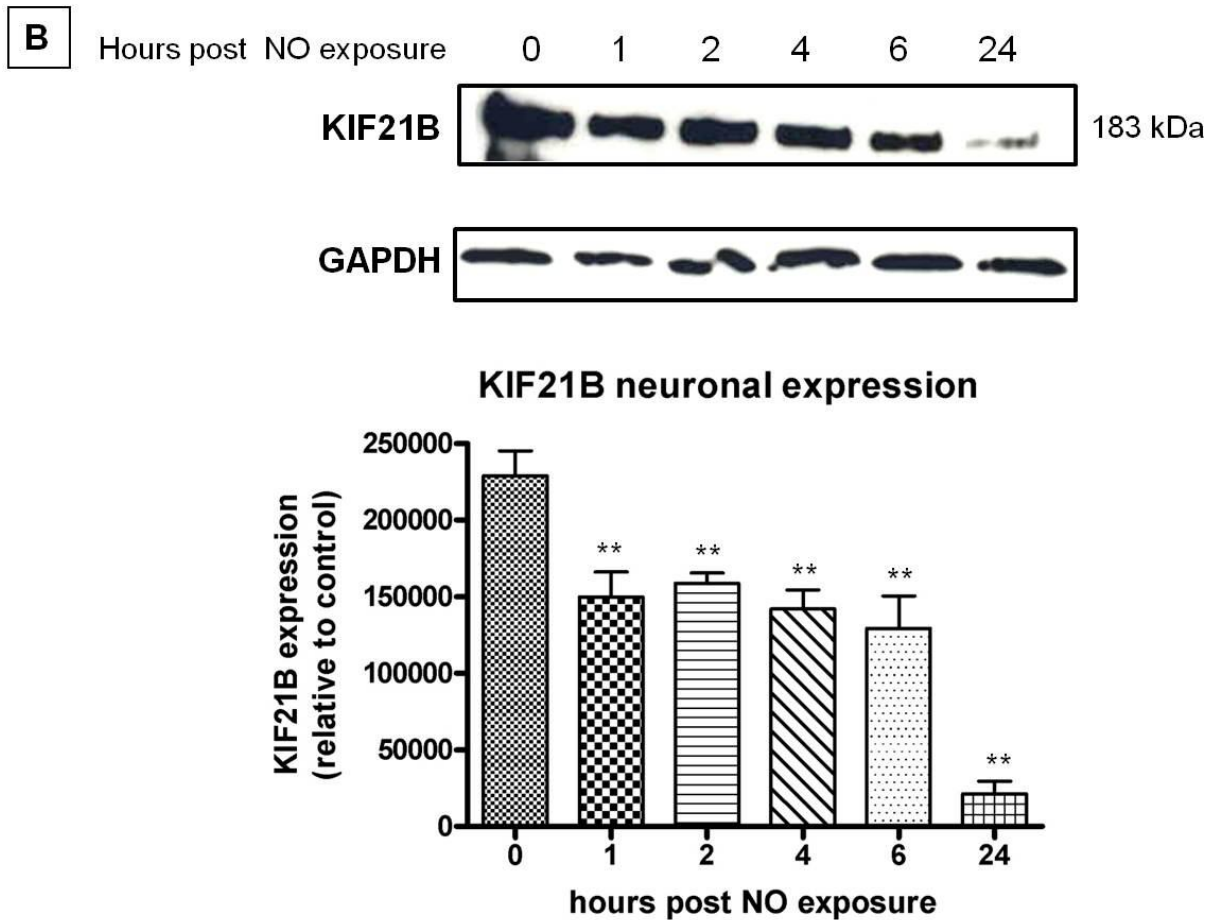 B
Hours post NO exposure 0 1 2 4 6 24
KIF21B 183 kDa
GAPDH
KIF21B neuronal expression
KIF21B expression
(relative to control)
250000
200000
150000
100000
50000
0
** ** ** ** **
0 1 2 4 6 24
hours post NO exposure